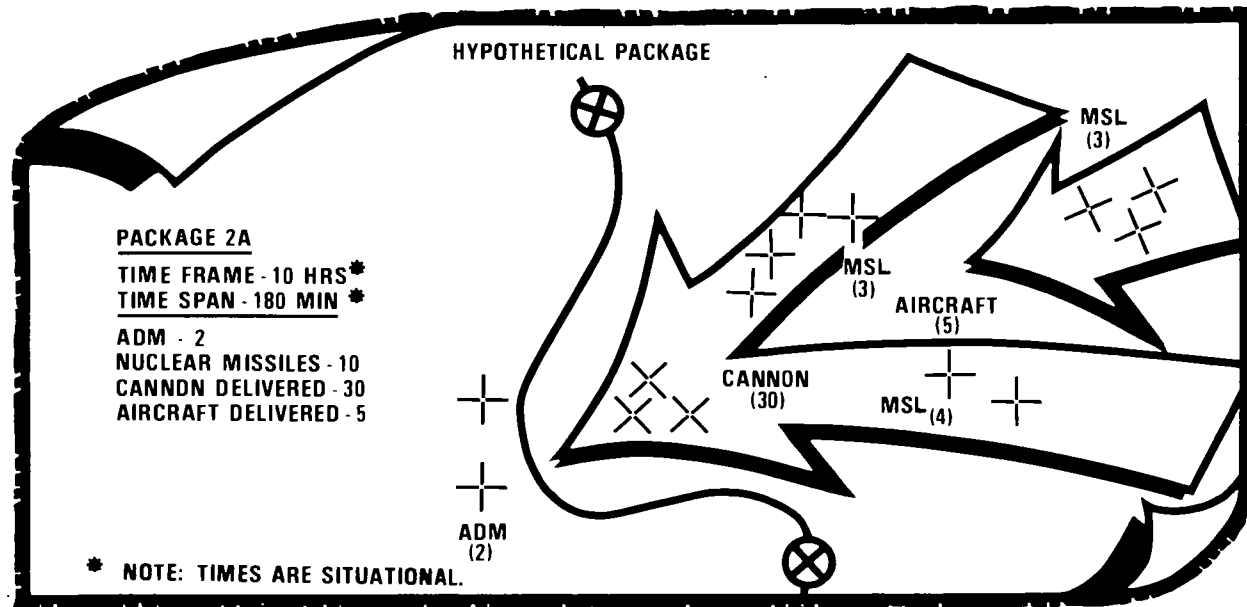 HYPOTHETICAL PACKAGE
MSL
(3)
PACKAGE 2A
TIME FRAME - 10 HRS*
TIME SPAN - 180 MIN *
ADM - 2
NUCLEAR MISSILES - 10
CANNDN DELIVERED - 30
AIRCRAFT DELIVERED - 5
MSL
(3)
AIRCRAFT
(5)
CANNON
(30)
MSL (4)
ADM
(2)
* NOTE: TIMES ARE SITUATIONAL.